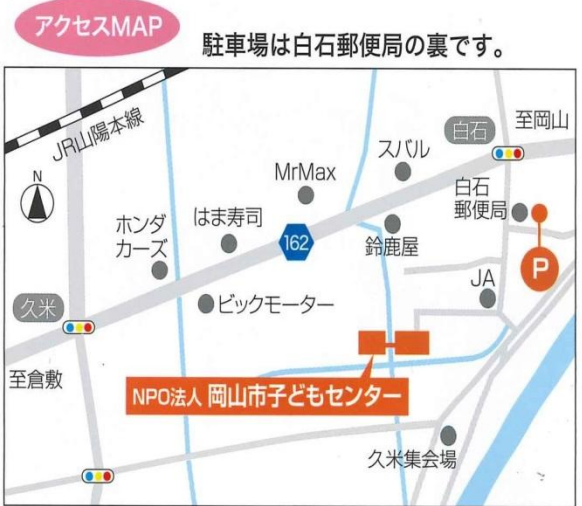 アクセスMAP
駐車場は白石郵便局の裏です。
JR山陽本線
白石
至岡山
スバル
MrMax
N
白石
郵便局
はま寿司
ホンダ
カーズ
162
鈴鹿屋
P
JA
久米
ビックモーター
至倉敷
NPO法人 岡山市子どもセンター
久米集会場